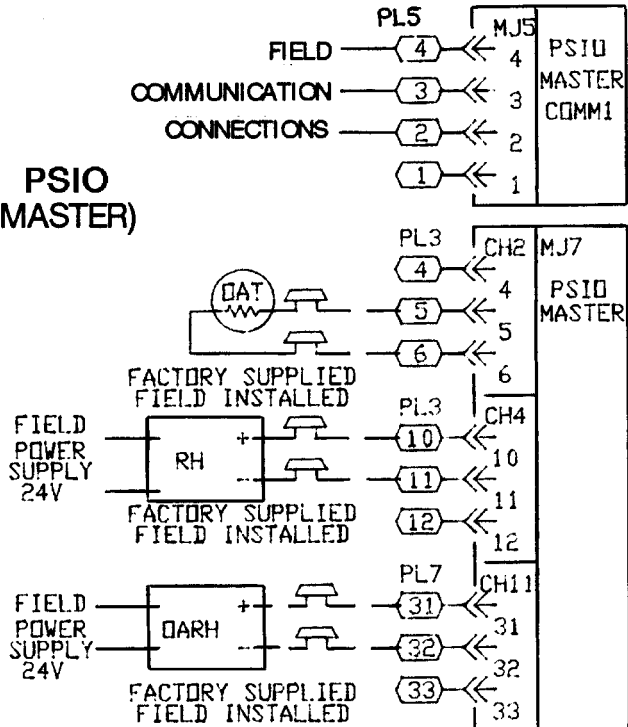 PL5
MJ5
FIELD
4
4
PSIO
MASTER
COMM1
COMMUNICATION
3
3
CONNECTIONS
2
2
1
1
PSIO
MASTER)
PL3
CH2
MJ7
4
4
PSIO
MASTER
OAT
5
5
6
6
FACTORY SUPPLIED
FIELD INSTALLED
PL3
CH4
FIELD
POWER
SUPPLY
24V
RH
+
-
10
10
11
11
12
12
FACTORY SUPPLIED
FIELD INSTALLED
PL7
CH11
FIELD
POWER
SUPPLY
24V
OARH
+
-
31
31
32
32
33
33
FACTORY SUPPLIED
FIELD INSTALLED